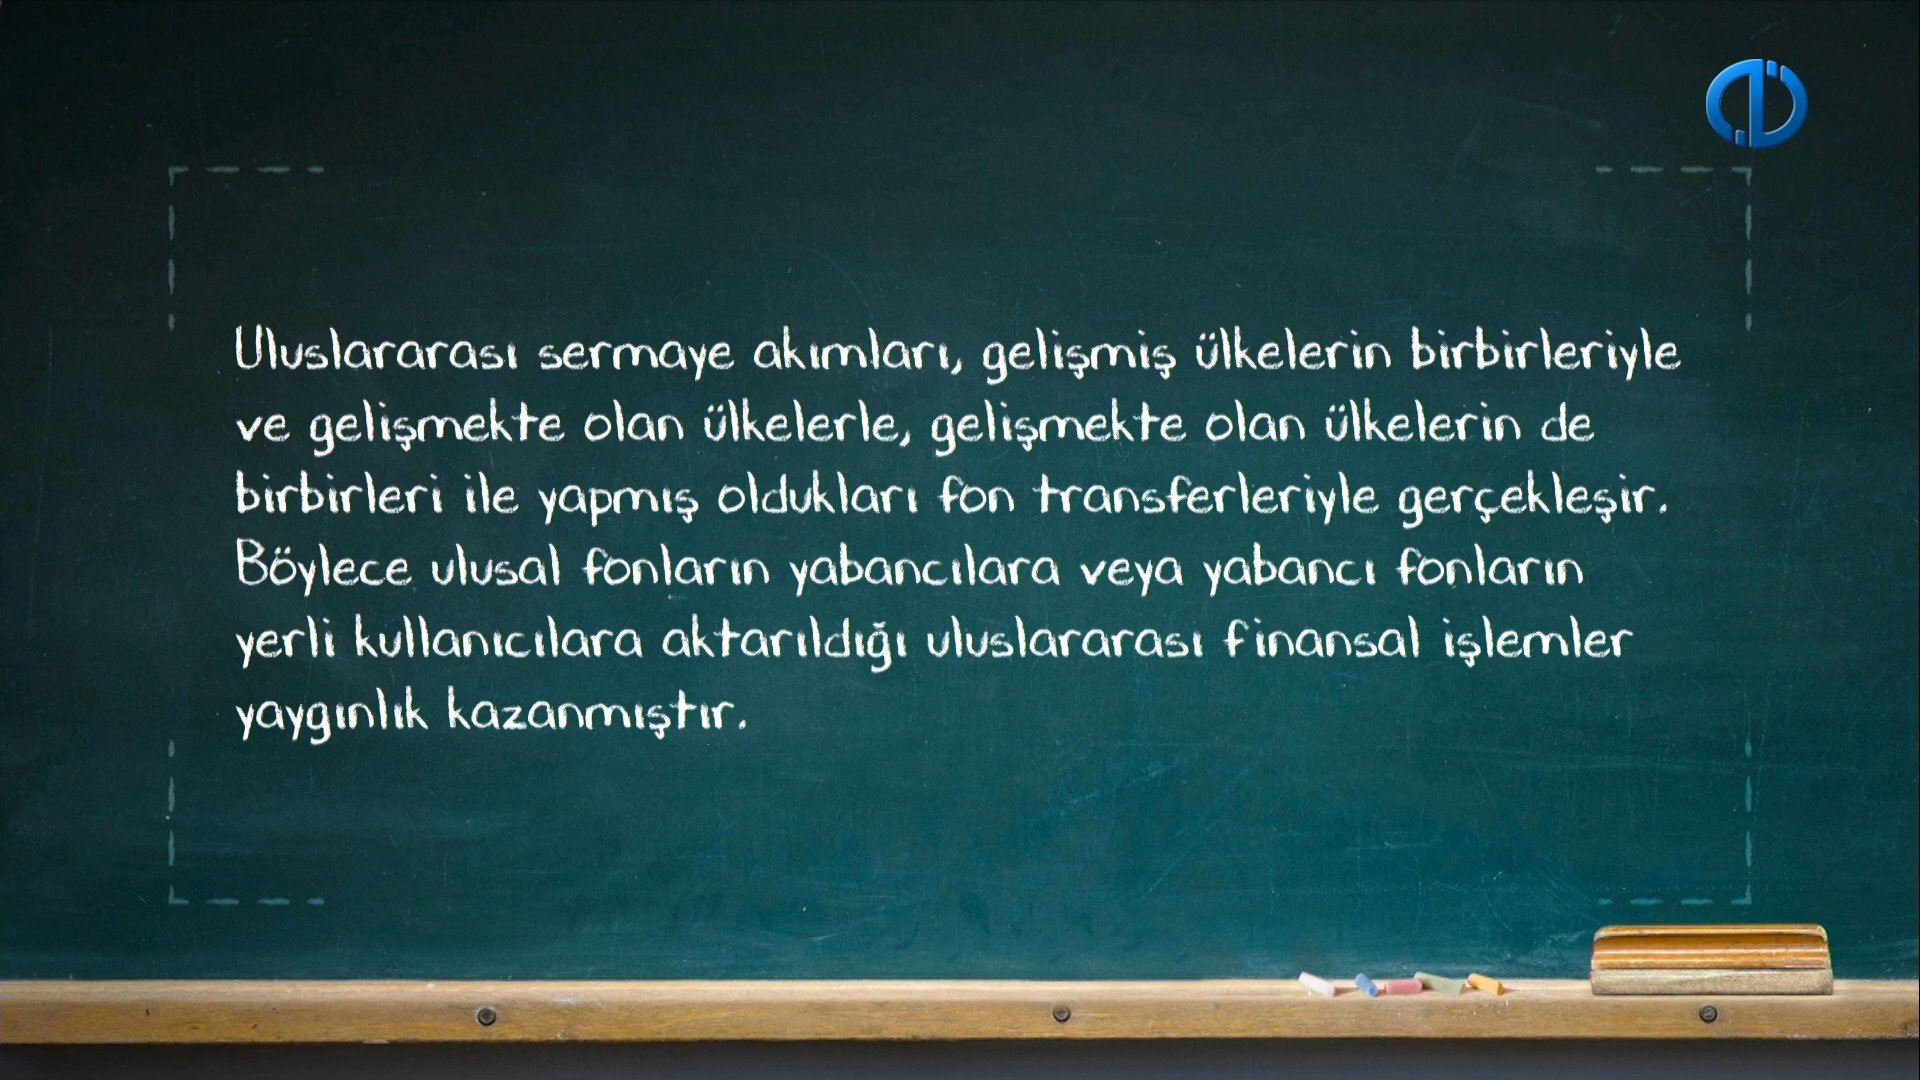 Uluslararası sermaye akımları, gelişmiş ülkelerin birbirleriyle
ve gelişmekte olan ülkelerle, gelişmekte olan ülkelerin de
birbirleri ile yapmış oldukları fon transferleriyle gerçekleşir.
Böylece ulusal fonların yabancılara veya yabancı fonların
yerli kullanıcılara aktarıldığı uluslararası finansal işlemler
yaygınlık kazanmıştır.